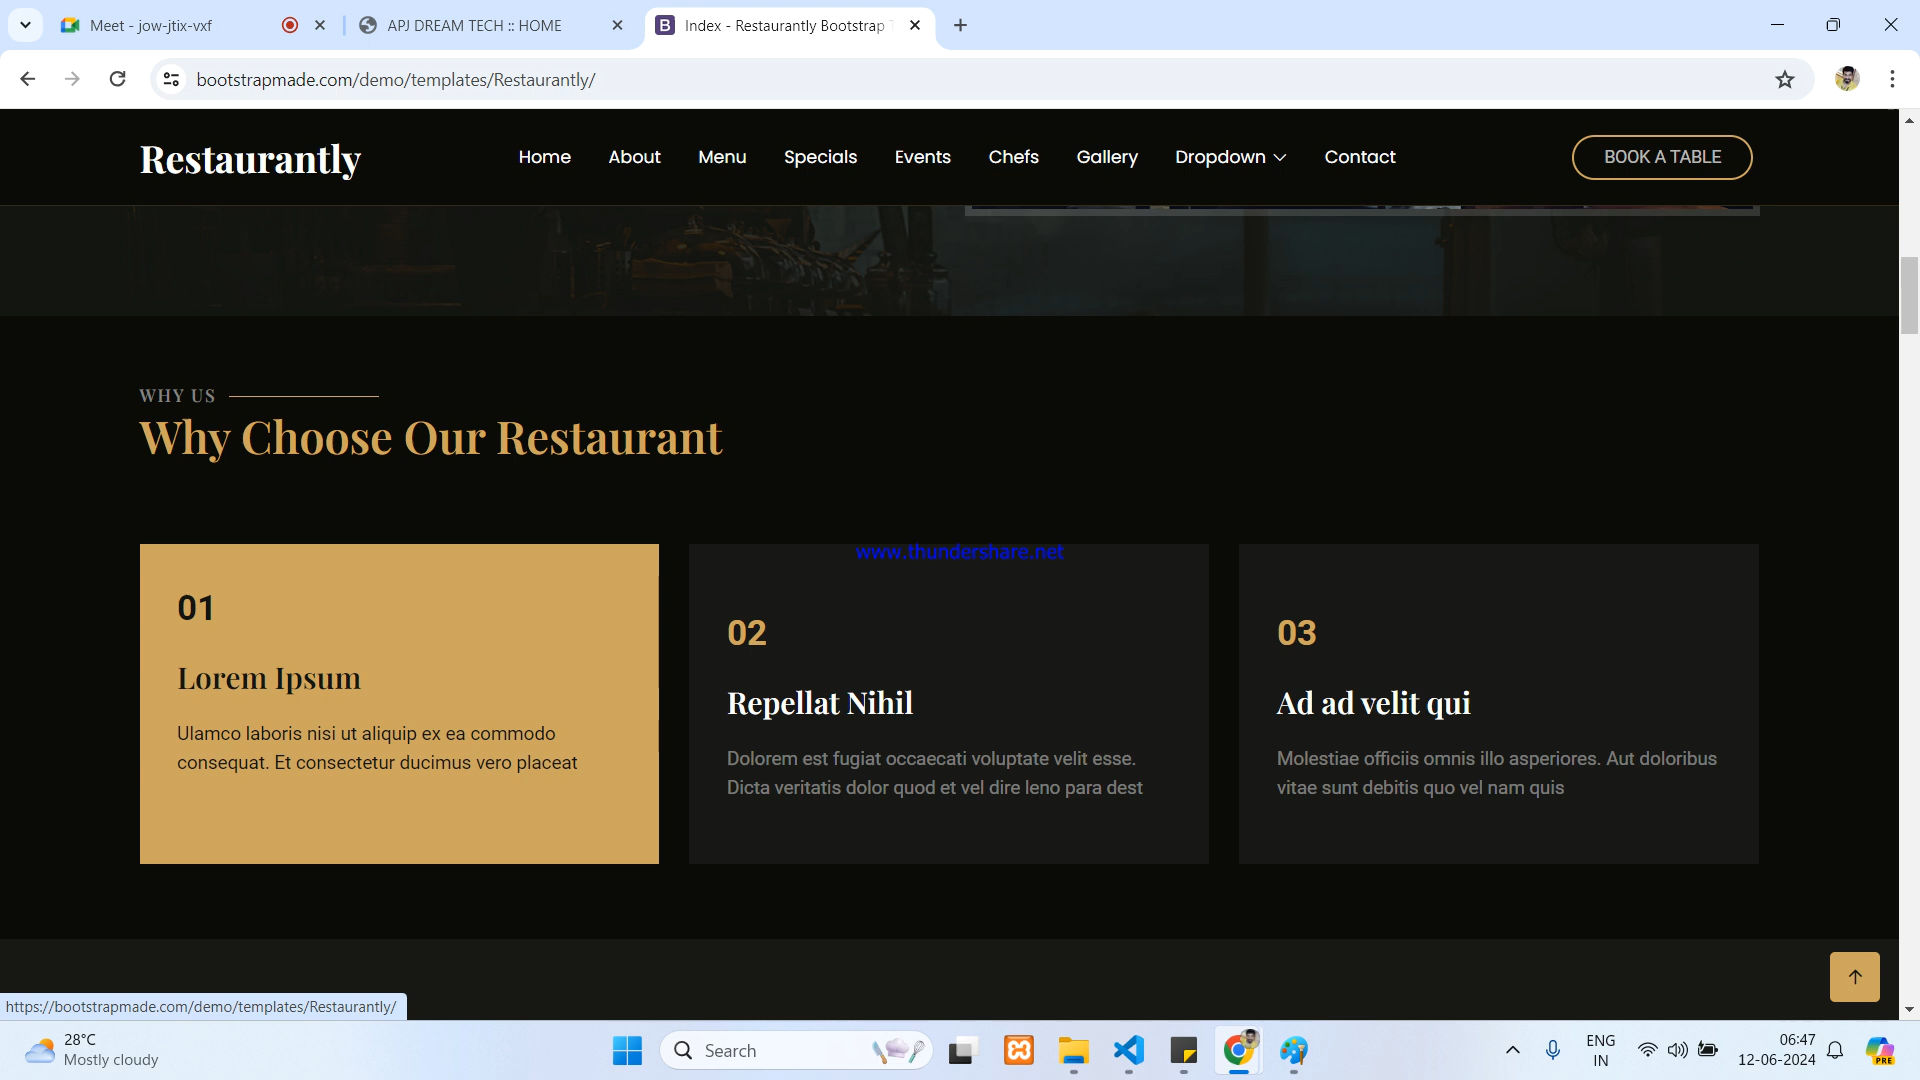 Meet - jow-jtix-vxf
APJ DREAM TECH :: HOME
Index - Restaurantly Bootstrap
bootstrapmade.com/demo/templates/Restaurantly/
Restaurantly
Home
About
Menu
Specials
Events
Chefs
Gallery
Dropdown
Contact
BOOK A TABLE
WHY US
Why Choose Our Restaurant
www.thundershare.net
01
Lorem Ipsum
Ulamco laboris nisi ut aliquip ex ea commodo
consequat. Et consectetur ducimus vero placeat
02
Repellat Nihil
Dolorem est fugiat occaecati voluptate velit esse.
Dicta veritatis dolor quod et vel dire leno para dest
03
Ad ad velit qui
Molestiae officiis omnis illo asperiores. Aut doloribus
vitae sunt debitis quo vel nam quis
https://bootstrapmade.com/demo/templates/Restaurantly/
28°C
Mostly cloudy
Search
ENG
IN
06:47
12-06-2024
PRE